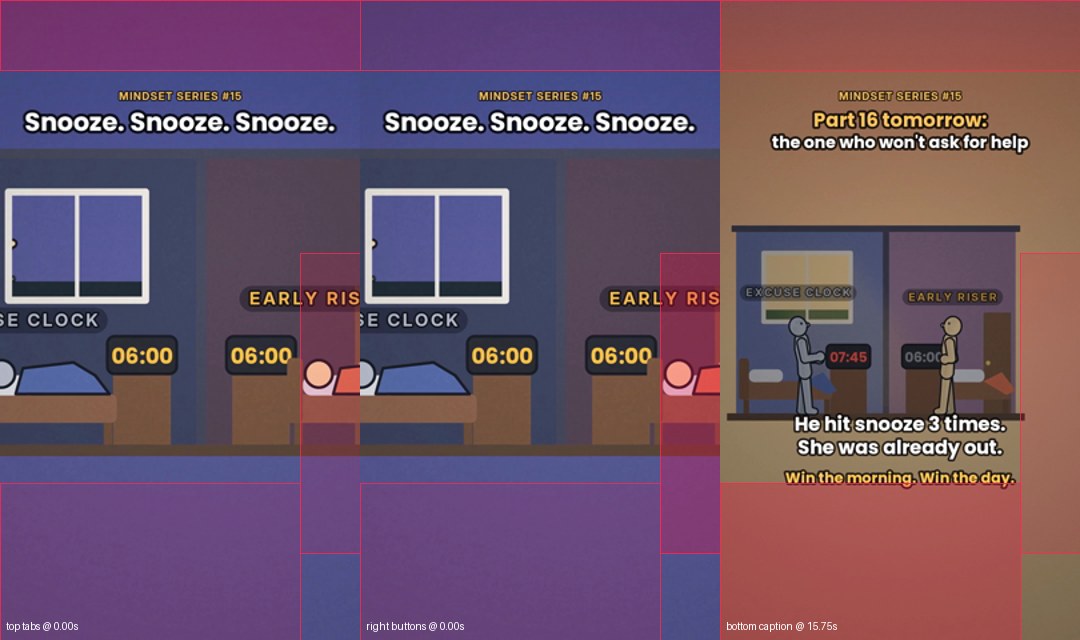 MINDSET SERIES #15
Snooze. Snooze. Snooze.
EARLY RIS
SE CLOCK
06:00
06:00
top tabs @ 0.00s
MINDSET SERIES #15
Snooze. Snooze. Snooze.
EARLY RIS
SE CLOCK
06:00
06:00
right buttons @ 0.00s
MINDSET SERIES #15
Part 16 tomorrow:
the one who won't ask for help
EXCUSE CLOCK
EARLY RISER
07:45
06:00
He hit snooze 3 times.
She was already out.
Win the morning. Win the day.
bottom caption @ 15.75s